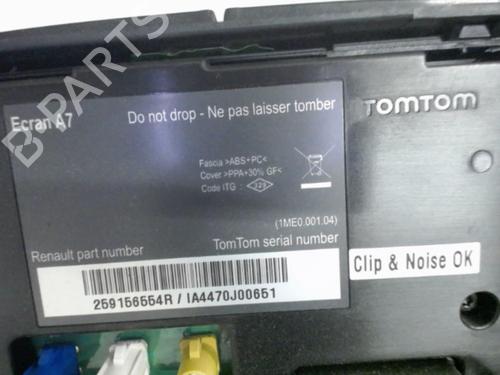 Ecran A7
Do not drop - Ne pas laisser tomber
TOMTOM
Fascia >ABS+PC<
Cover >PPA+30% GF<
Code ITG :
(1ME0.001.04)
Renault part number
TomTom serial number
259156554R / IA4470J00651
Clip & Noise OK
B-PARTS